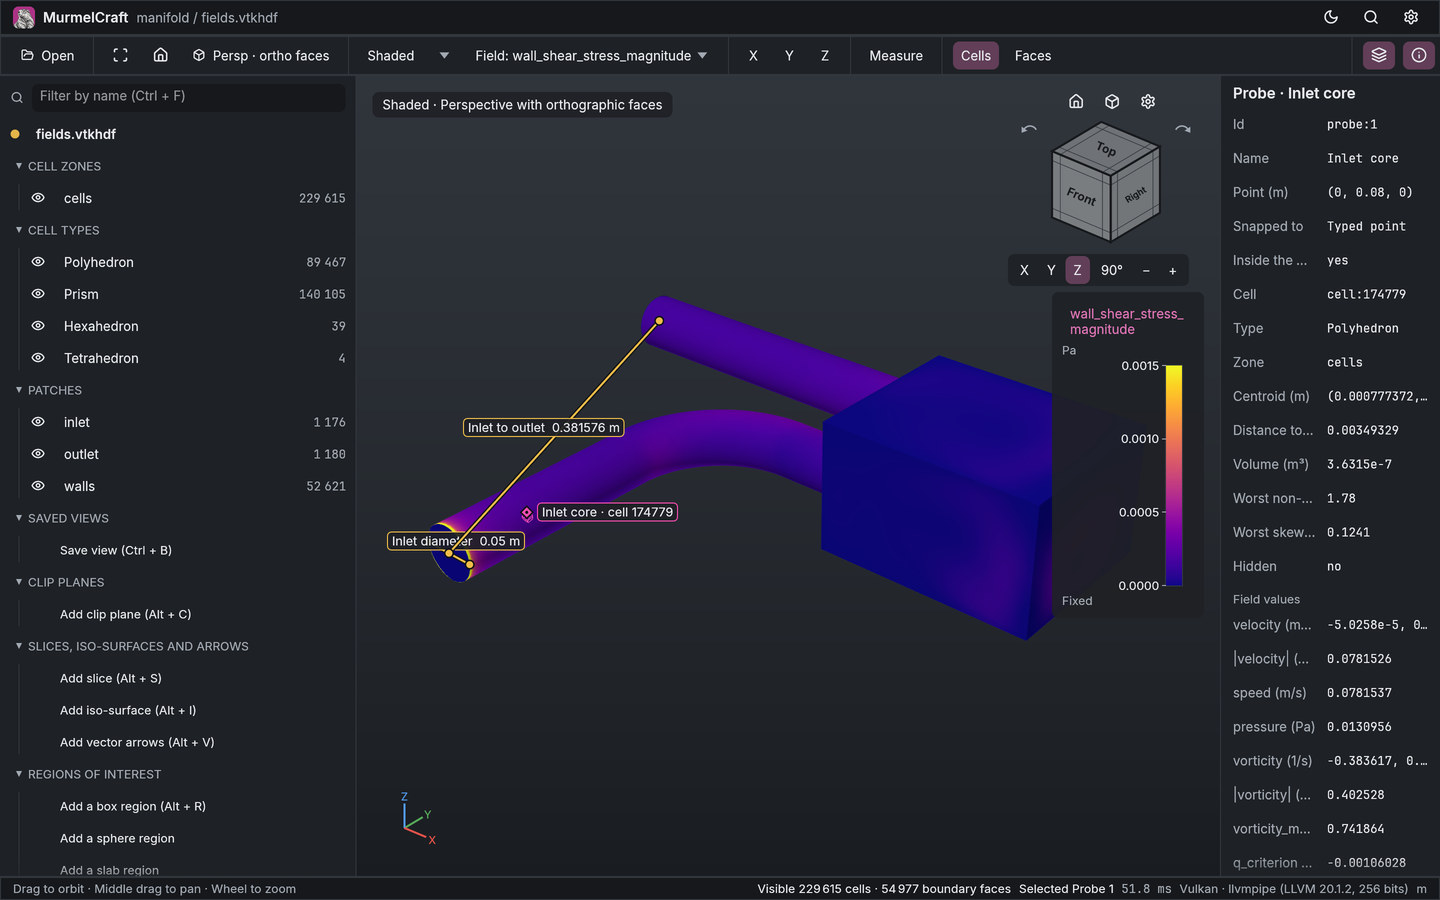 MurmelCraft manifold / fields.vtkhdf
Open
Persp · ortho faces
Shaded
Field: wall_shear_stress_magnitude
X Y Z
Measure
Cells
Faces
Filter by name (Ctrl + F)
fields.vtkhdf
CELL ZONES
cells 229 615
CELL TYPES
Polyhedron 89 467
Prism 140 105
Hexahedron 39
Tetrahedron 4
PATCHES
inlet 1 176
outlet 1 180
walls 52 621
SAVED VIEWS
Save view (Ctrl + B)
CLIP PLANES
Add clip plane (Alt + C)
SLICES, ISO-SURFACES AND ARROWS
Add slice (Alt + S)
Add iso-surface (Alt + I)
Add vector arrows (Alt + V)
REGIONS OF INTEREST
Add a box region (Alt + R)
Add a sphere region
Add a slab region
Shaded · Perspective with orthographic faces
Top
Front
Right
X Y Z 90° − +
wall_shear_stress_
magnitude
Pa
0.0015
0.0010
0.0005
0.0000
Fixed
Inlet to outlet 0.381576 m
Inlet core · cell 174779
Inlet diameter 0.05 m
Z
Y
X
Probe · Inlet core
Id probe:1
Name Inlet core
Point (m) (0, 0.08, 0)
Snapped to Typed point
Inside the ... yes
Cell cell:174779
Type Polyhedron
Zone cells
Centroid (m) (0.000777372,...
Distance to... 0.00349329
Volume (m³) 3.6315e-7
Worst non-... 1.78
Worst skew... 0.1241
Hidden no
Field values
velocity (m... -5.0258e-5, 0...
|velocity| (... 0.0781526
speed (m/s) 0.0781537
pressure (Pa) 0.0130956
vorticity (1/s) -0.383617, 0...
|vorticity| (... 0.402528
vorticity_m... 0.741864
q_criterion ... -0.00106028
Drag to orbit · Middle drag to pan · Wheel to zoom
Visible 229 615 cells · 54 977 boundary faces Selected Probe 1 51.8 ms Vulkan · llvmpipe (LLVM 20.1.2, 256 bits) m